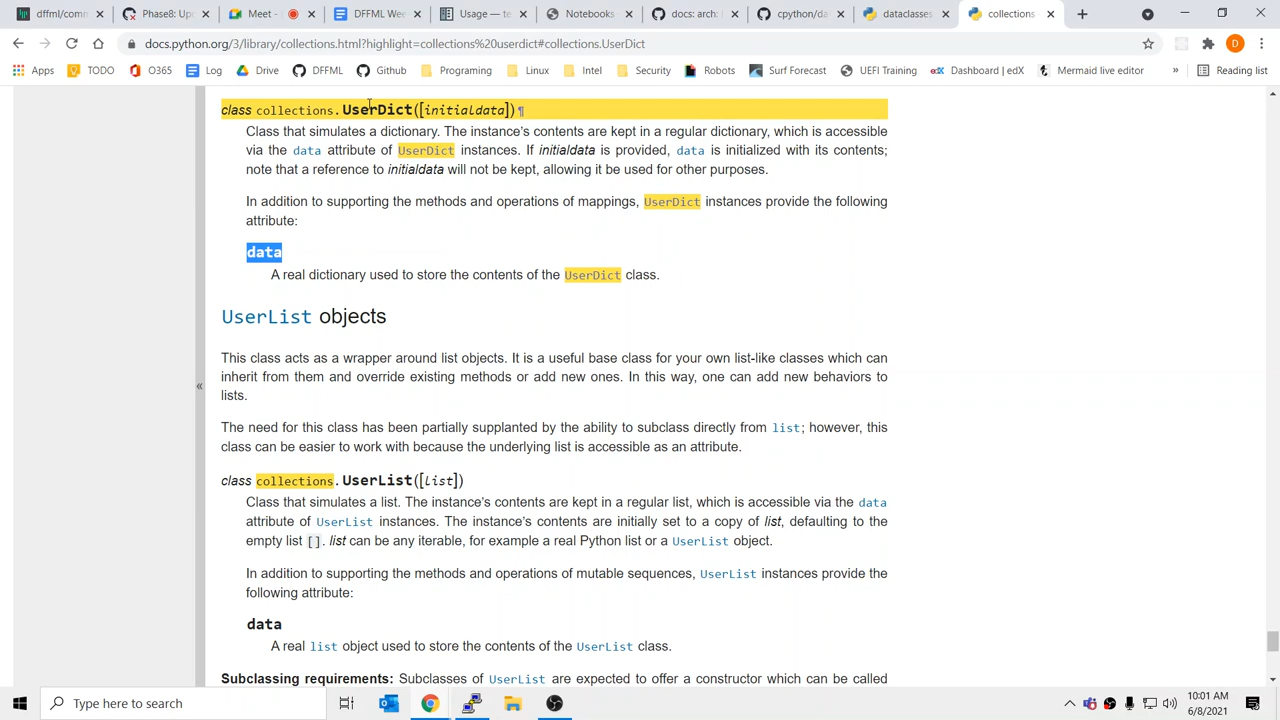 dffml/com
Phase8: Up
Meet -
DFFML Wee
Usage — te
Notebooks
docs: arch
cpython/da
dataclasses
collections
docs.python.org/3/library/collections.html?highlight=collections%20userdict#collections.UserDict
Apps
TODO
O365
Log
Drive
DFFML
Github
Programing
Linux
Intel
Security
Robots
Surf Forecast
UEFI Training
Dashboard | edX
Mermaid live editor
»
Reading list
class collections.UserDict([initialdata])¶
Class that simulates a dictionary. The instance's contents are kept in a regular dictionary, which is accessible
via the data attribute of UserDict instances. If initialdata is provided, data is initialized with its contents;
note that a reference to initialdata will not be kept, allowing it be used for other purposes.
In addition to supporting the methods and operations of mappings, UserDict instances provide the following
attribute:
data
A real dictionary used to store the contents of the UserDict class.
UserList objects
This class acts as a wrapper around list objects. It is a useful base class for your own list-like classes which can
inherit from them and override existing methods or add new ones. In this way, one can add new behaviors to
lists.
The need for this class has been partially supplanted by the ability to subclass directly from list; however, this
class can be easier to work with because the underlying list is accessible as an attribute.
«
class collections.UserList([list])
Class that simulates a list. The instance's contents are kept in a regular list, which is accessible via the data
attribute of UserList instances. The instance's contents are initially set to a copy of list, defaulting to the
empty list []. list can be any iterable, for example a real Python list or a UserList object.
In addition to supporting the methods and operations of mutable sequences, UserList instances provide the
following attribute:
data
A real list object used to store the contents of the UserList class.
Subclassing requirements: Subclasses of UserList are expected to offer a constructor which can be called
Type here to search
10:01 AM
6/8/2021